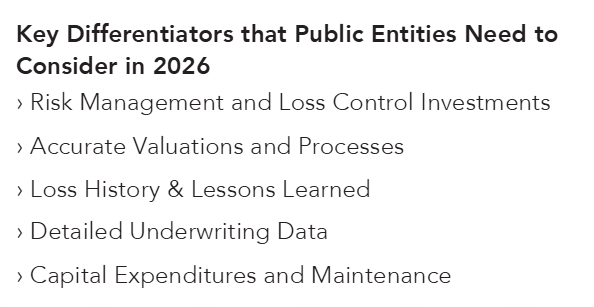 Key Differentiators that Public Entities Need to
Consider in 2026
› Risk Management and Loss Control Investments
› Accurate Valuations and Processes
› Loss History & Lessons Learned
› Detailed Underwriting Data
› Capital Expenditures and Maintenance